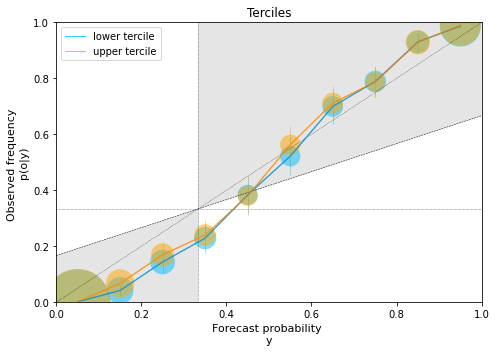 Terciles
lower tercile
upper tercile
Observed frequency
p(o|y)
1.0
0.8
0.6
0.4
0.2
0.0
0.0 0.2 0.4 0.6 0.8 1.0
Forecast probability
y